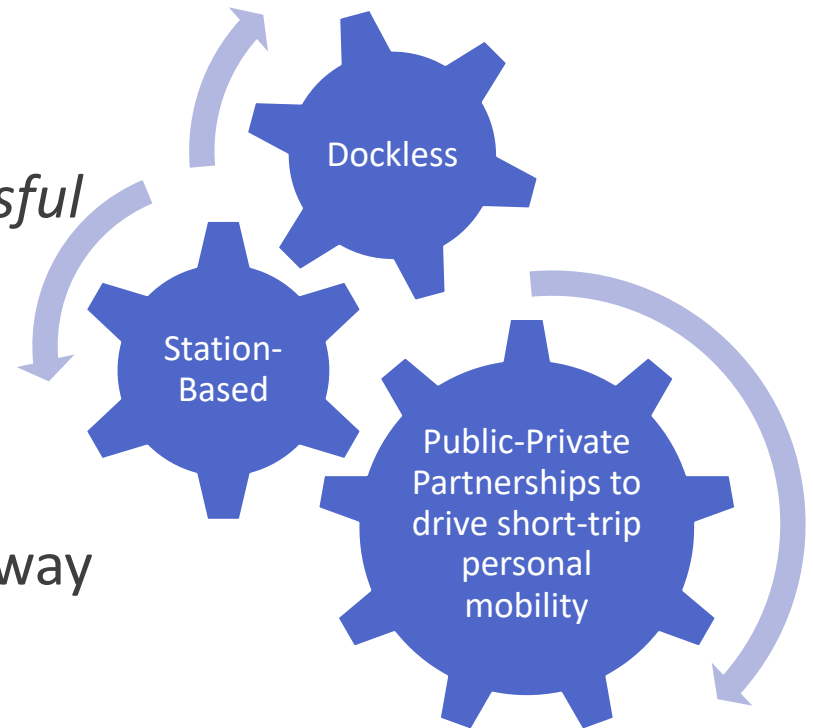 Dockless
sful
Station-
Based
Public-Private
Partnerships to
drive short-trip
personal
mobility
way